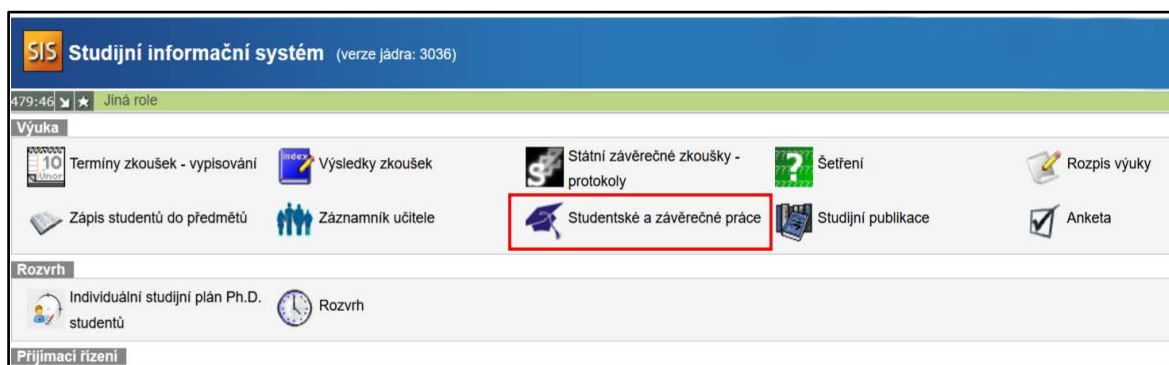 SIS Studijní informační systém (verze jádra: 3036)
479:46 Jiná role
Výuka
10 Únor Termíny zkoušek - vypisování
Index Výsledky zkoušek
Státní závěrečné zkoušky -
protokoly
Šetření
Rozpis výuky
Zápis studentů do předmětů
Záznamník učitele
Studentské a závěrečné práce
Studijní publikace
Anketa
Rozvrh
Individuální studijní plán Ph.D.
studentů
Rozvrh
Přijímací řízení